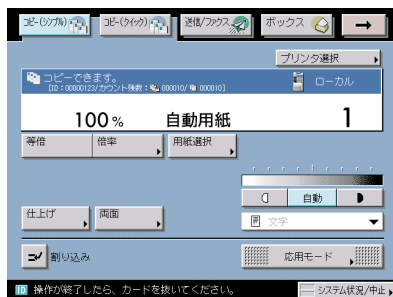 コピー(シンプル)
コピー(クイック)
送信/ファクス
ボックス
プリンタ選択
コピーできます。
[ID:00000123/カウント残数: 000010/ 000010]
ローカル
100%
自動用紙
1
等倍
倍率
用紙選択
自動
仕上げ
両面
文字
割り込み
応用モード
ID 操作が終了したら、カードを抜いてください。
システム状況/中止